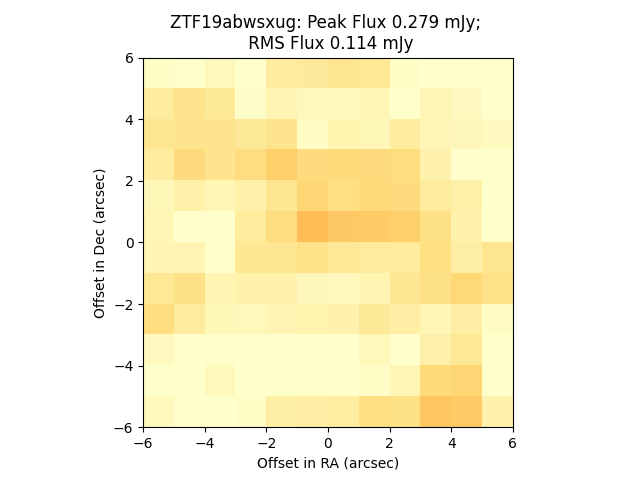 ZTF19abwsxug: Peak Flux 0.279 mJy;
RMS Flux 0.114 mJy
6
4
2
0
−2
−4
−6
Offset in Dec (arcsec)
−6 −4 −2 0 2 4 6
Offset in RA (arcsec)